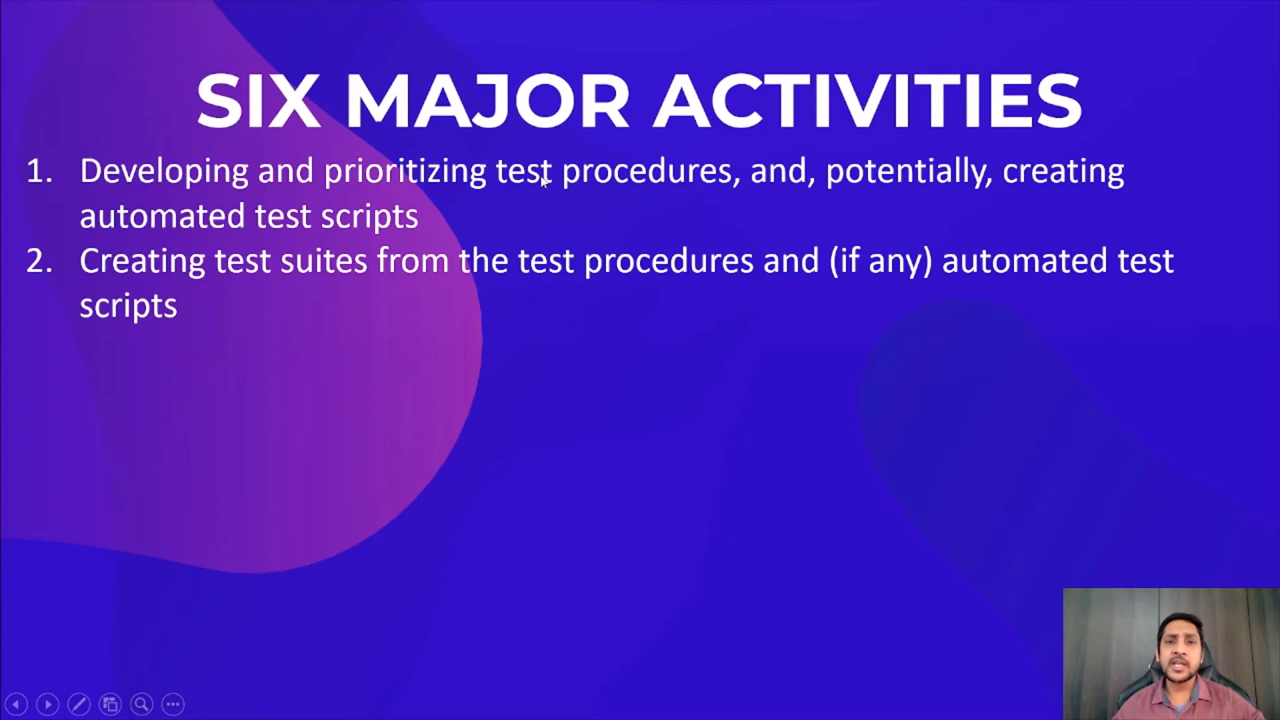 SIX MAJOR ACTIVITIES
1. Developing and prioritizing test procedures, and, potentially, creating
automated test scripts
2. Creating test suites from the test procedures and (if any) automated test
scripts